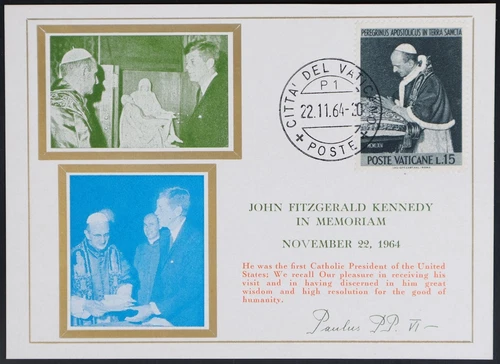 PEREGRINUS APOSTOLICUS IN TERRA SANCTA
CITTA' DEL VATICANO
P 1
22.11.64-
POSTE
POSTE VATICANE L.15
JOHN FITZGERALD KENNEDY
IN MEMORIAM
NOVEMBER 22, 1964
He was the first Catholic President of the United
States; We recall Our pleasure in receiving his
visit and in having discerned in him great
wisdom and high resolution for the good of
humanity.
Paulus PP. VI